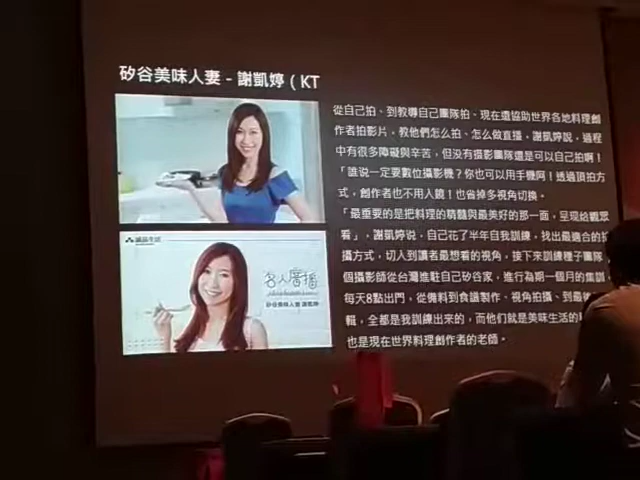 矽谷美味人妻－謝凱婷（KT
從自己拍、到教導自己團隊拍、現在還協助世界各地料理創
作者拍影片，教他們怎麼拍、怎麼做直播，謝凱婷說，過程
中有很多障礙與辛苦，但沒有攝影團隊還是可以自己拍啊！
「誰說一定要數位攝影機？你也可以用手機阿！透過頂拍方
式，創作者也不用入鏡！也省掉多視角切換。
「最重要的是把料理的精髓與最美好的那一面，呈現給觀眾
看」，謝凱婷說，自己花了半年自我訓練，找出最適合的
攝方式，切入到讀者最想看的視角，接下來訓練種子團隊
個攝影師從台灣進駐自己矽谷家，進行為期一個月的集訓
每天8點出門，從備料到食譜製作，視角拍攝、到最
輯，全都是我訓練出來的，而他們就是美味生活的
也是現在世界料理創作者的老師。
誠品生活
名人廣播
矽谷美味人妻 謝凱婷